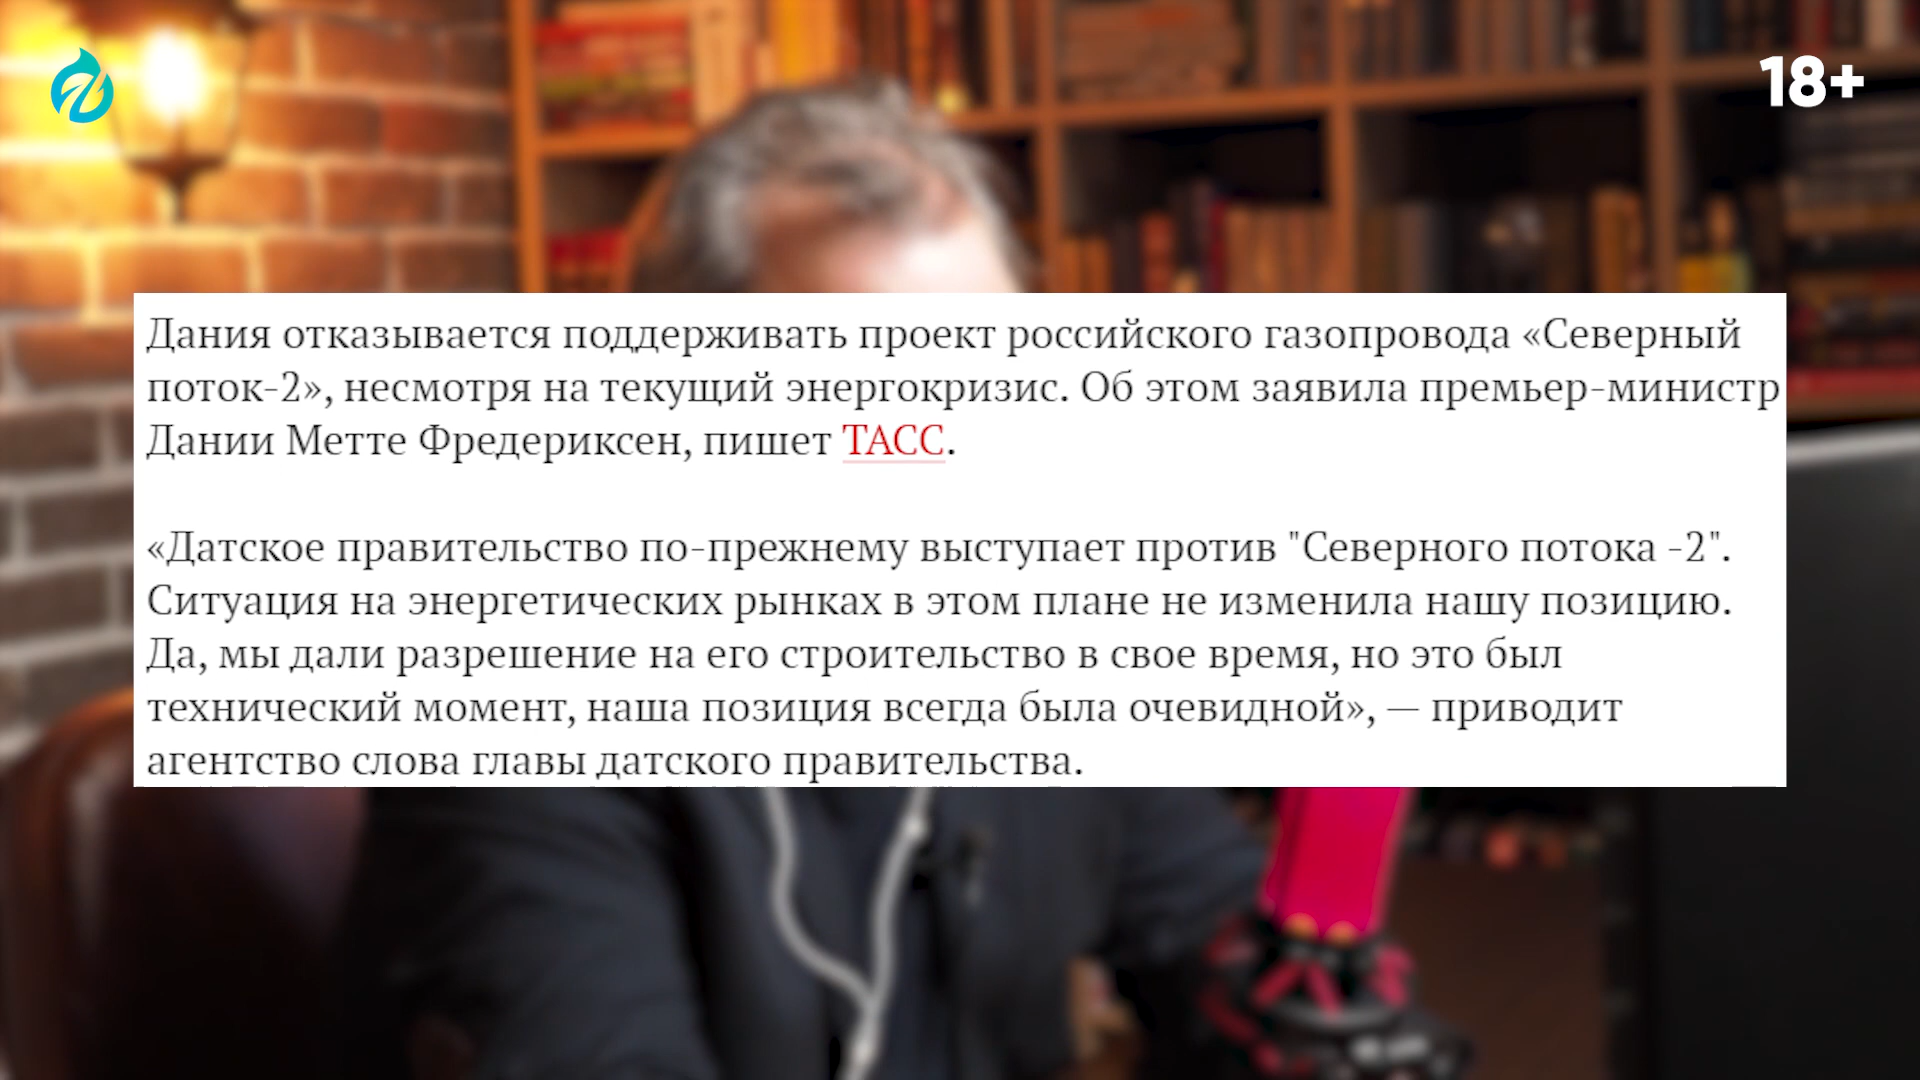 18+
Дания отказывается поддерживать проект российского газопровода «Северный
поток-2», несмотря на текущий энергокризис. Об этом заявила премьер-министр
Дании Метте Фредериксен, пишет ТАСС.
«Датское правительство по-прежнему выступает против "Северного потока -2".
Ситуация на энергетических рынках в этом плане не изменила нашу позицию.
Да, мы дали разрешение на его строительство в свое время, но это был
технический момент, наша позиция всегда была очевидной», — приводит
агентство слова главы датского правительства.